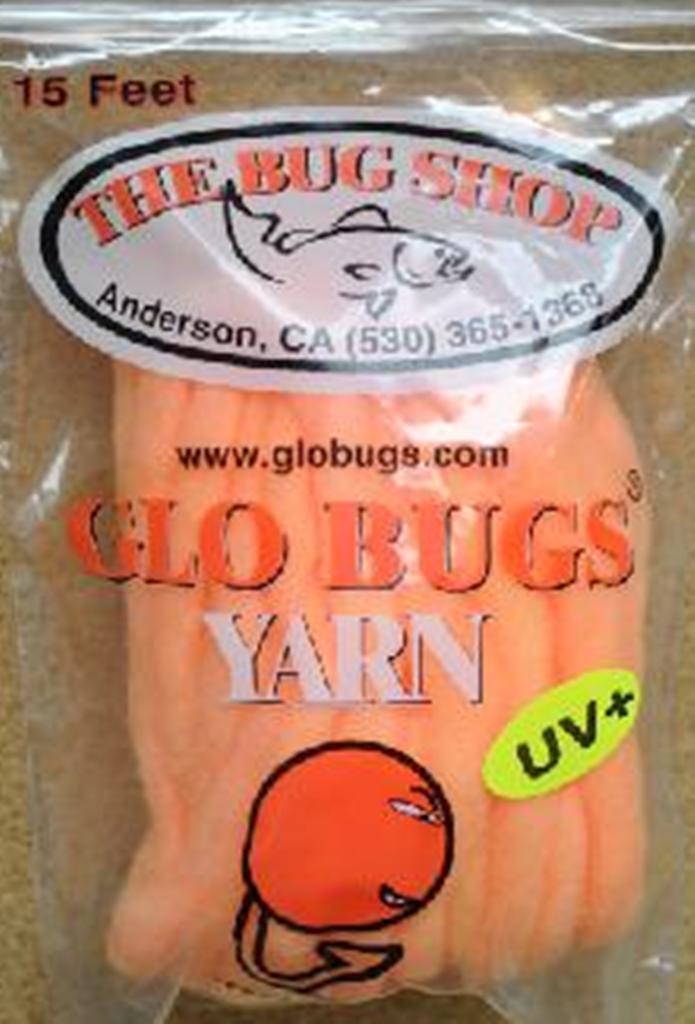 15 Feet
THE BUG SHOP
Anderson, CA (530) 365-1368
www.globugs.com
GLO BUGS®
YARN
UV+